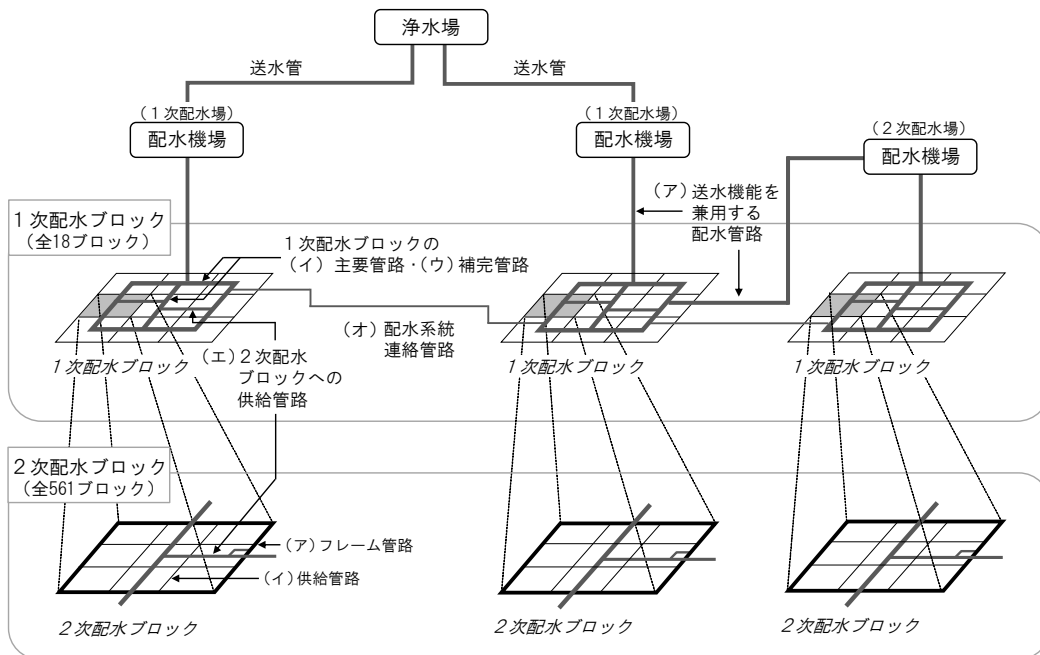 浄水場
送水管
送水管
(1次配水場)
配水機場
(1次配水場)
配水機場
(2次配水場)
配水機場
(ア)送水機能を
兼用する
配水管路
1次配水ブロック
(全18ブロック)
1次配水ブロックの
(イ) 主要管路・(ウ)補完管路
(オ)配水系統
連絡管路
(エ)2次配水
ブロックへの
供給管路
1次配水ブロック
1次配水ブロック
1次配水ブロック
2次配水ブロック
(全561ブロック)
(ア)フレーム管路
(イ)供給管路
2次配水ブロック
2次配水ブロック
2次配水ブロック